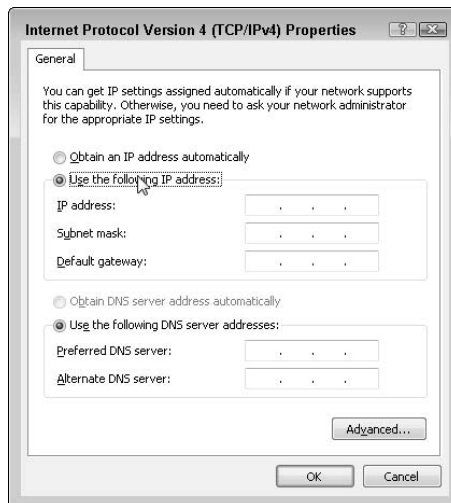 Internet Protocol Version 4 (TCP/IPv4) Properties
General
You can get IP settings assigned automatically if your network supports
this capability. Otherwise, you need to ask your network administrator
for the appropriate IP settings.
Obtain an IP address automatically
Use the following IP address:
IP address: . . .
Subnet mask: . . .
Default gateway: . . .
Obtain DNS server address automatically
Use the following DNS server addresses:
Preferred DNS server: . . .
Alternate DNS server: . . .
Advanced...
OK Cancel